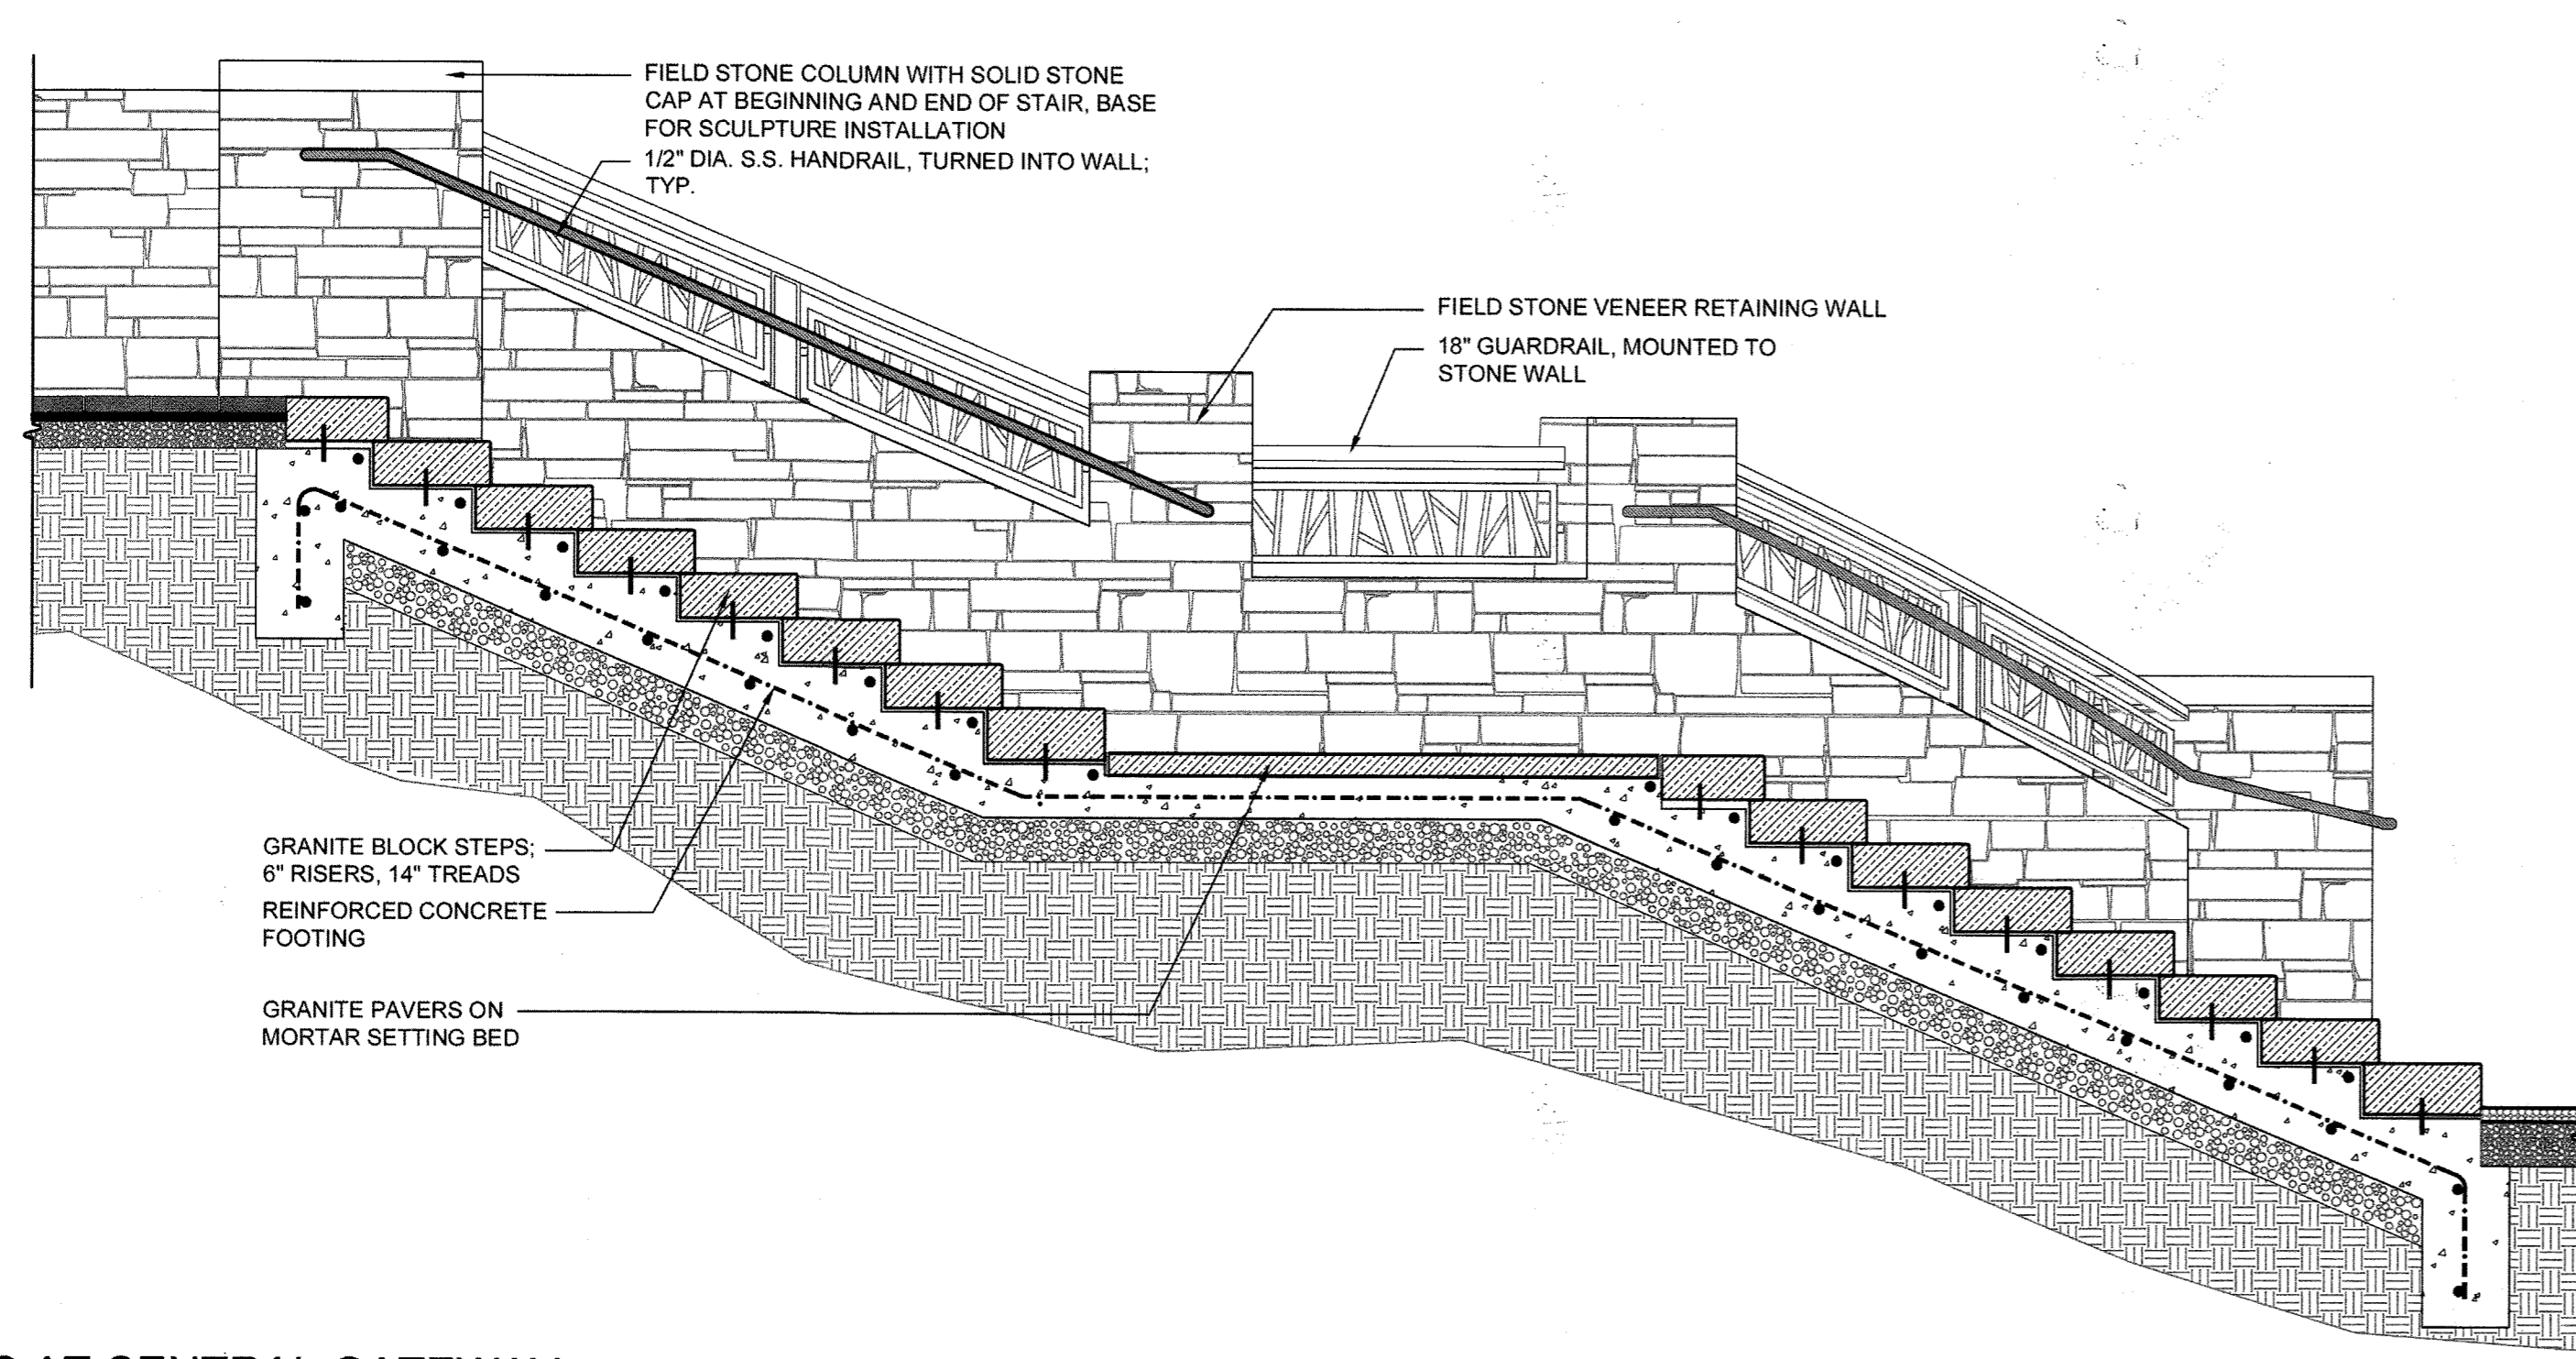 FIELD STONE COLUMN WITH SOLID STONE
CAP AT BEGINNING AND END OF STAIR, BASE
FOR SCULPTURE INSTALLATION
1/2" DIA. S.S. HANDRAIL, TURNED INTO WALL;
TYP.
FIELD STONE VENEER RETAINING WALL
18" GUARDRAIL, MOUNTED TO
STONE WALL
GRANITE BLOCK STEPS;
6" RISERS, 14" TREADS
REINFORCED CONCRETE
FOOTING
GRANITE PAVERS ON
MORTAR SETTING BED